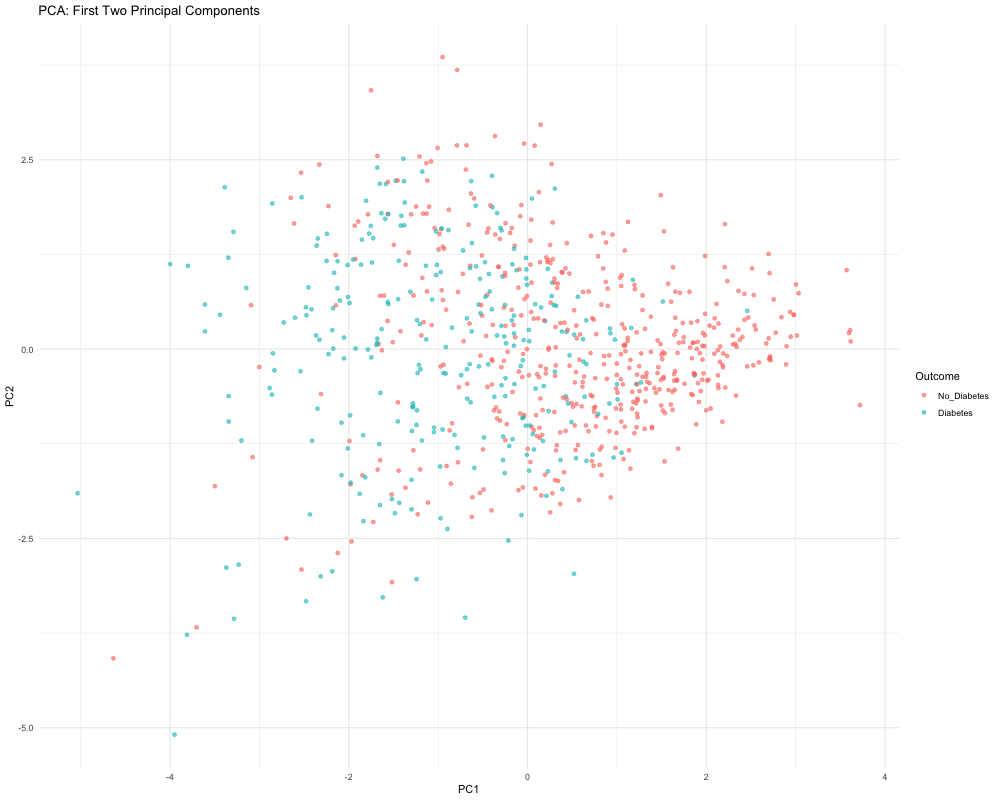 PCA: First Two Principal Components
PC2
2.5
0.0
-2.5
-5.0
-4
-2
0
2
4
PC1
Outcome
No_Diabetes
Diabetes